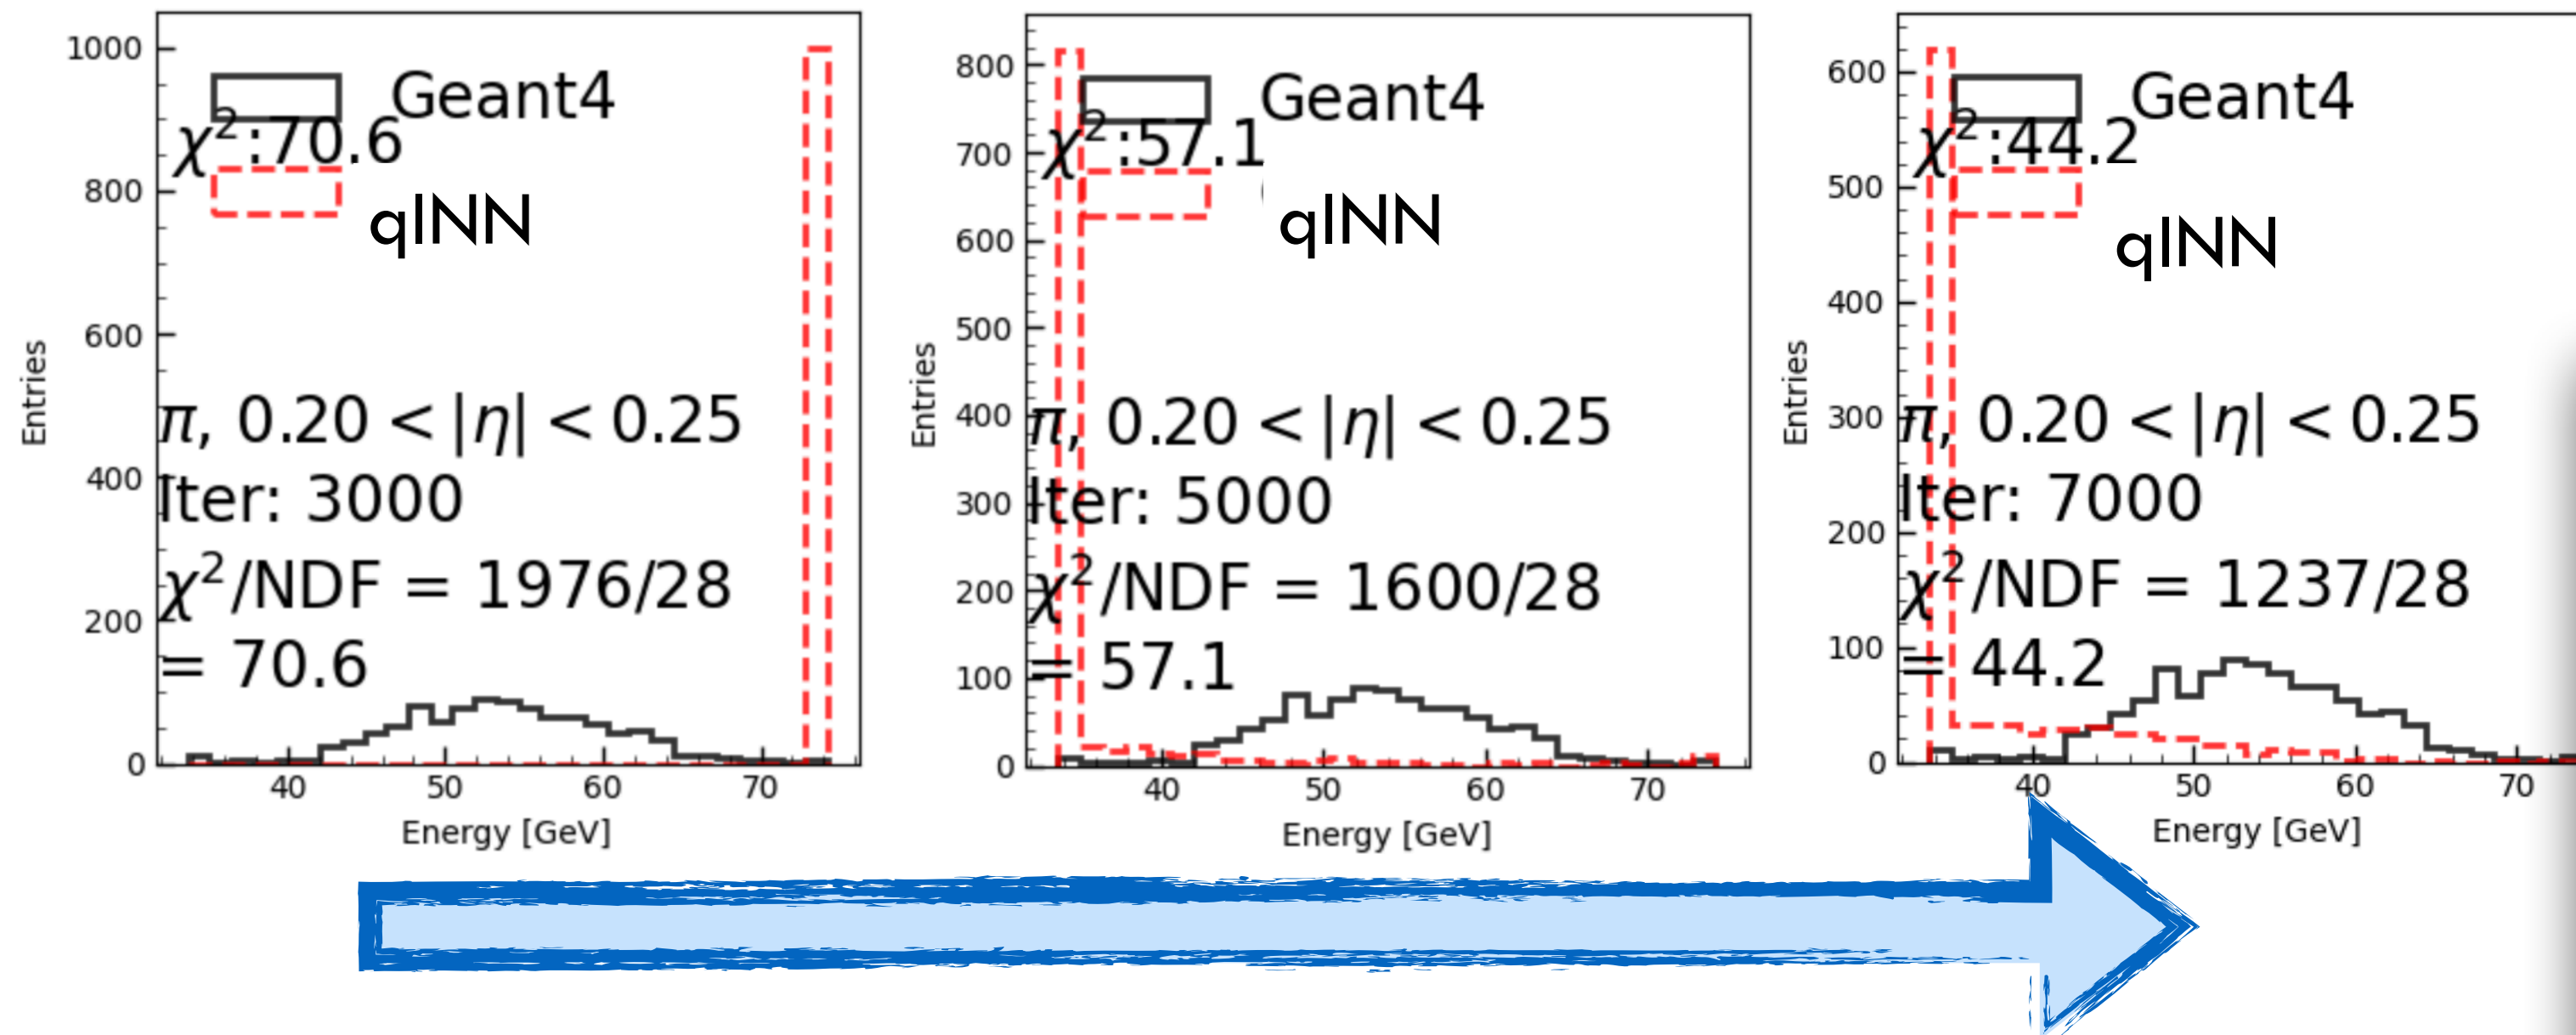 1000
800
600
400
200
0
Entries
Geant4
χ²:70.6
qINN
π, 0.20 < |η| < 0.25
Iter: 3000
χ²/NDF = 1976/28
= 70.6
40 50 60 70
Energy [GeV]
800
700
600
500
400
300
200
100
0
Entries
Geant4
χ²:57.1
qINN
π, 0.20 < |η| < 0.25
Iter: 5000
χ²/NDF = 1600/28
= 57.1
40 50 60 70
Energy [GeV]
600
500
400
300
200
100
0
Entries
Geant4
χ²:44.2
qINN
π, 0.20 < |η| < 0.25
Iter: 7000
χ²/NDF = 1237/28
= 44.2
40 50 60 70
Energy [GeV]